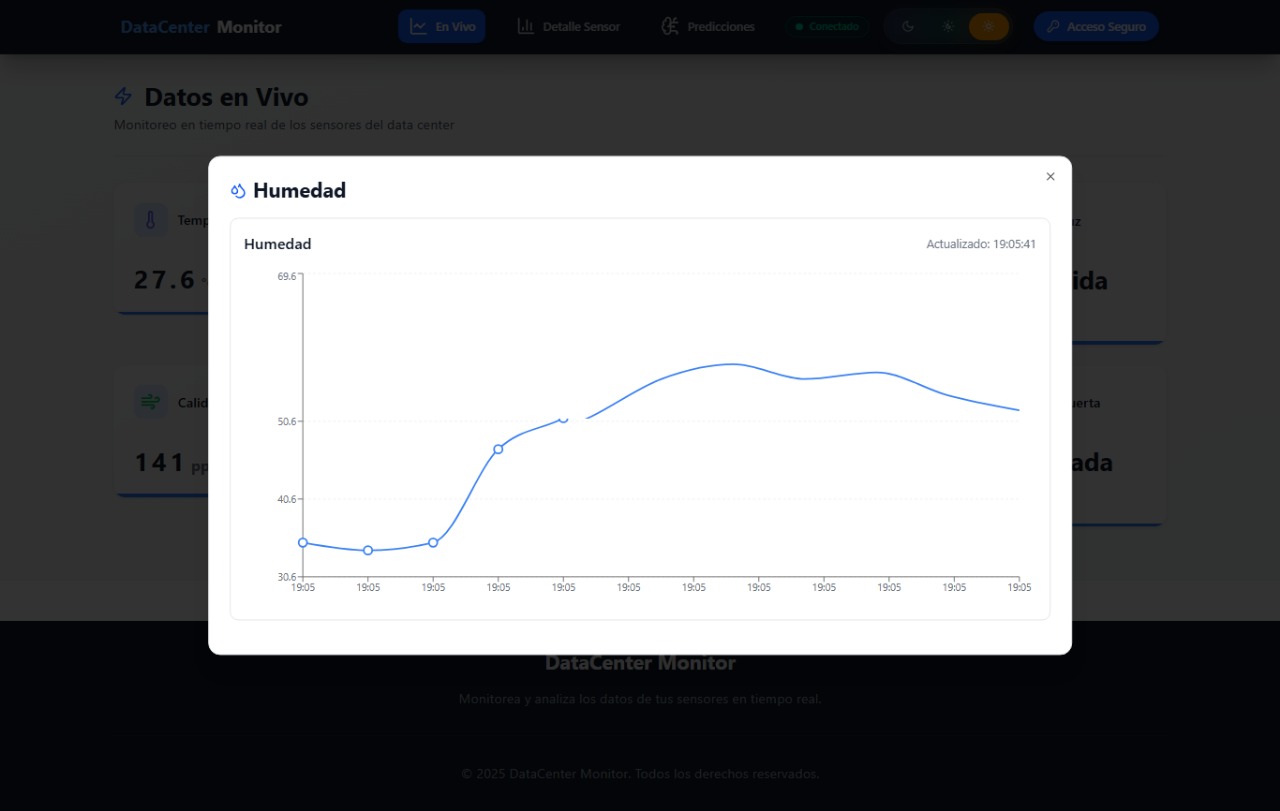 DataCenter Monitor
En Vivo
Detalle Sensor
Predicciones
Conectado
Acceso Seguro
Datos en Vivo
Monitoreo en tiempo real de los sensores del data center
Humedad
Humedad
Actualizado: 19:05:41
Temp
27.6
Calid
141 pp
uz
ida
uerta
ada
69.6
50.6
40.6
30.6
19:05 19:05 19:05 19:05 19:05 19:05 19:05 19:05 19:05 19:05 19:05 19:05
DataCenter Monitor
Monitorea y analiza los datos de tus sensores en tiempo real.
© 2025 DataCenter Monitor. Todos los derechos reservados.